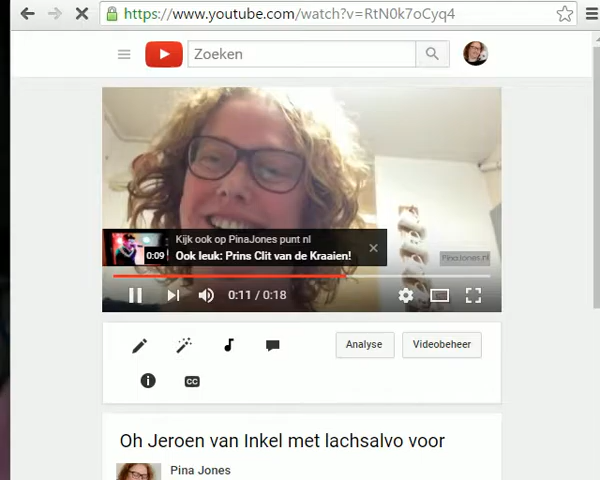 https://www.youtube.com/watch?v=RtN0k7oCyq4
Zoeken
Kijk ook op PinaJones punt nl
Ook leuk: Prins Clit van de Kraaien!
0:09
PinaJones.nl
0:11 / 0:18
Analyse
Videobeheer
CC
Oh Jeroen van Inkel met lachsalvo voor
Pina Jones